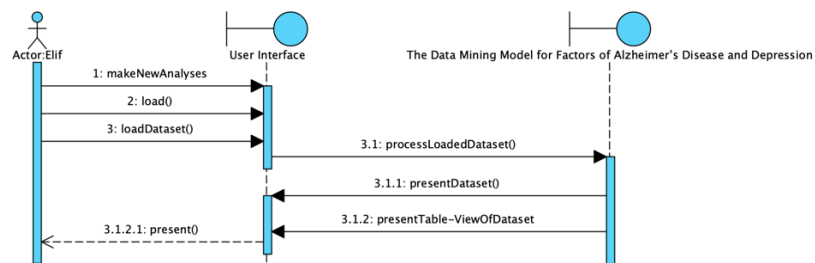 Actor:Elif
User Interface
The Data Mining Model for Factors of Alzheimer's Disease and Depression
1: makeNewAnalyses
2: load()
3: loadDataset()
3.1: processLoadedDataset()
3.1.1: presentDataset()
3.1.2: presentTable-ViewOfDataset
3.1.2.1: present()